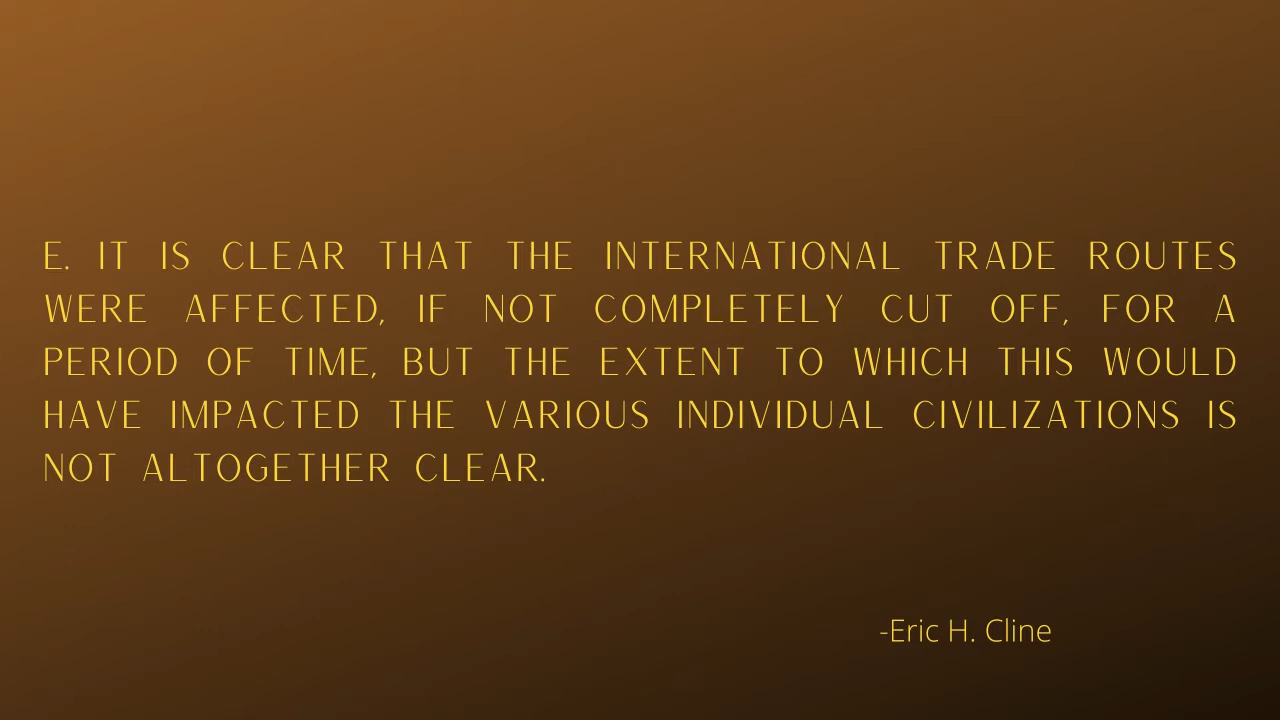 E. IT IS CLEAR THAT THE INTERNATIONAL TRADE ROUTES
WERE AFFECTED, IF NOT COMPLETELY CUT OFF, FOR A
PERIOD OF TIME, BUT THE EXTENT TO WHICH THIS WOULD
HAVE IMPACTED THE VARIOUS INDIVIDUAL CIVILIZATIONS IS
NOT ALTOGETHER CLEAR.
-Eric H. Cline